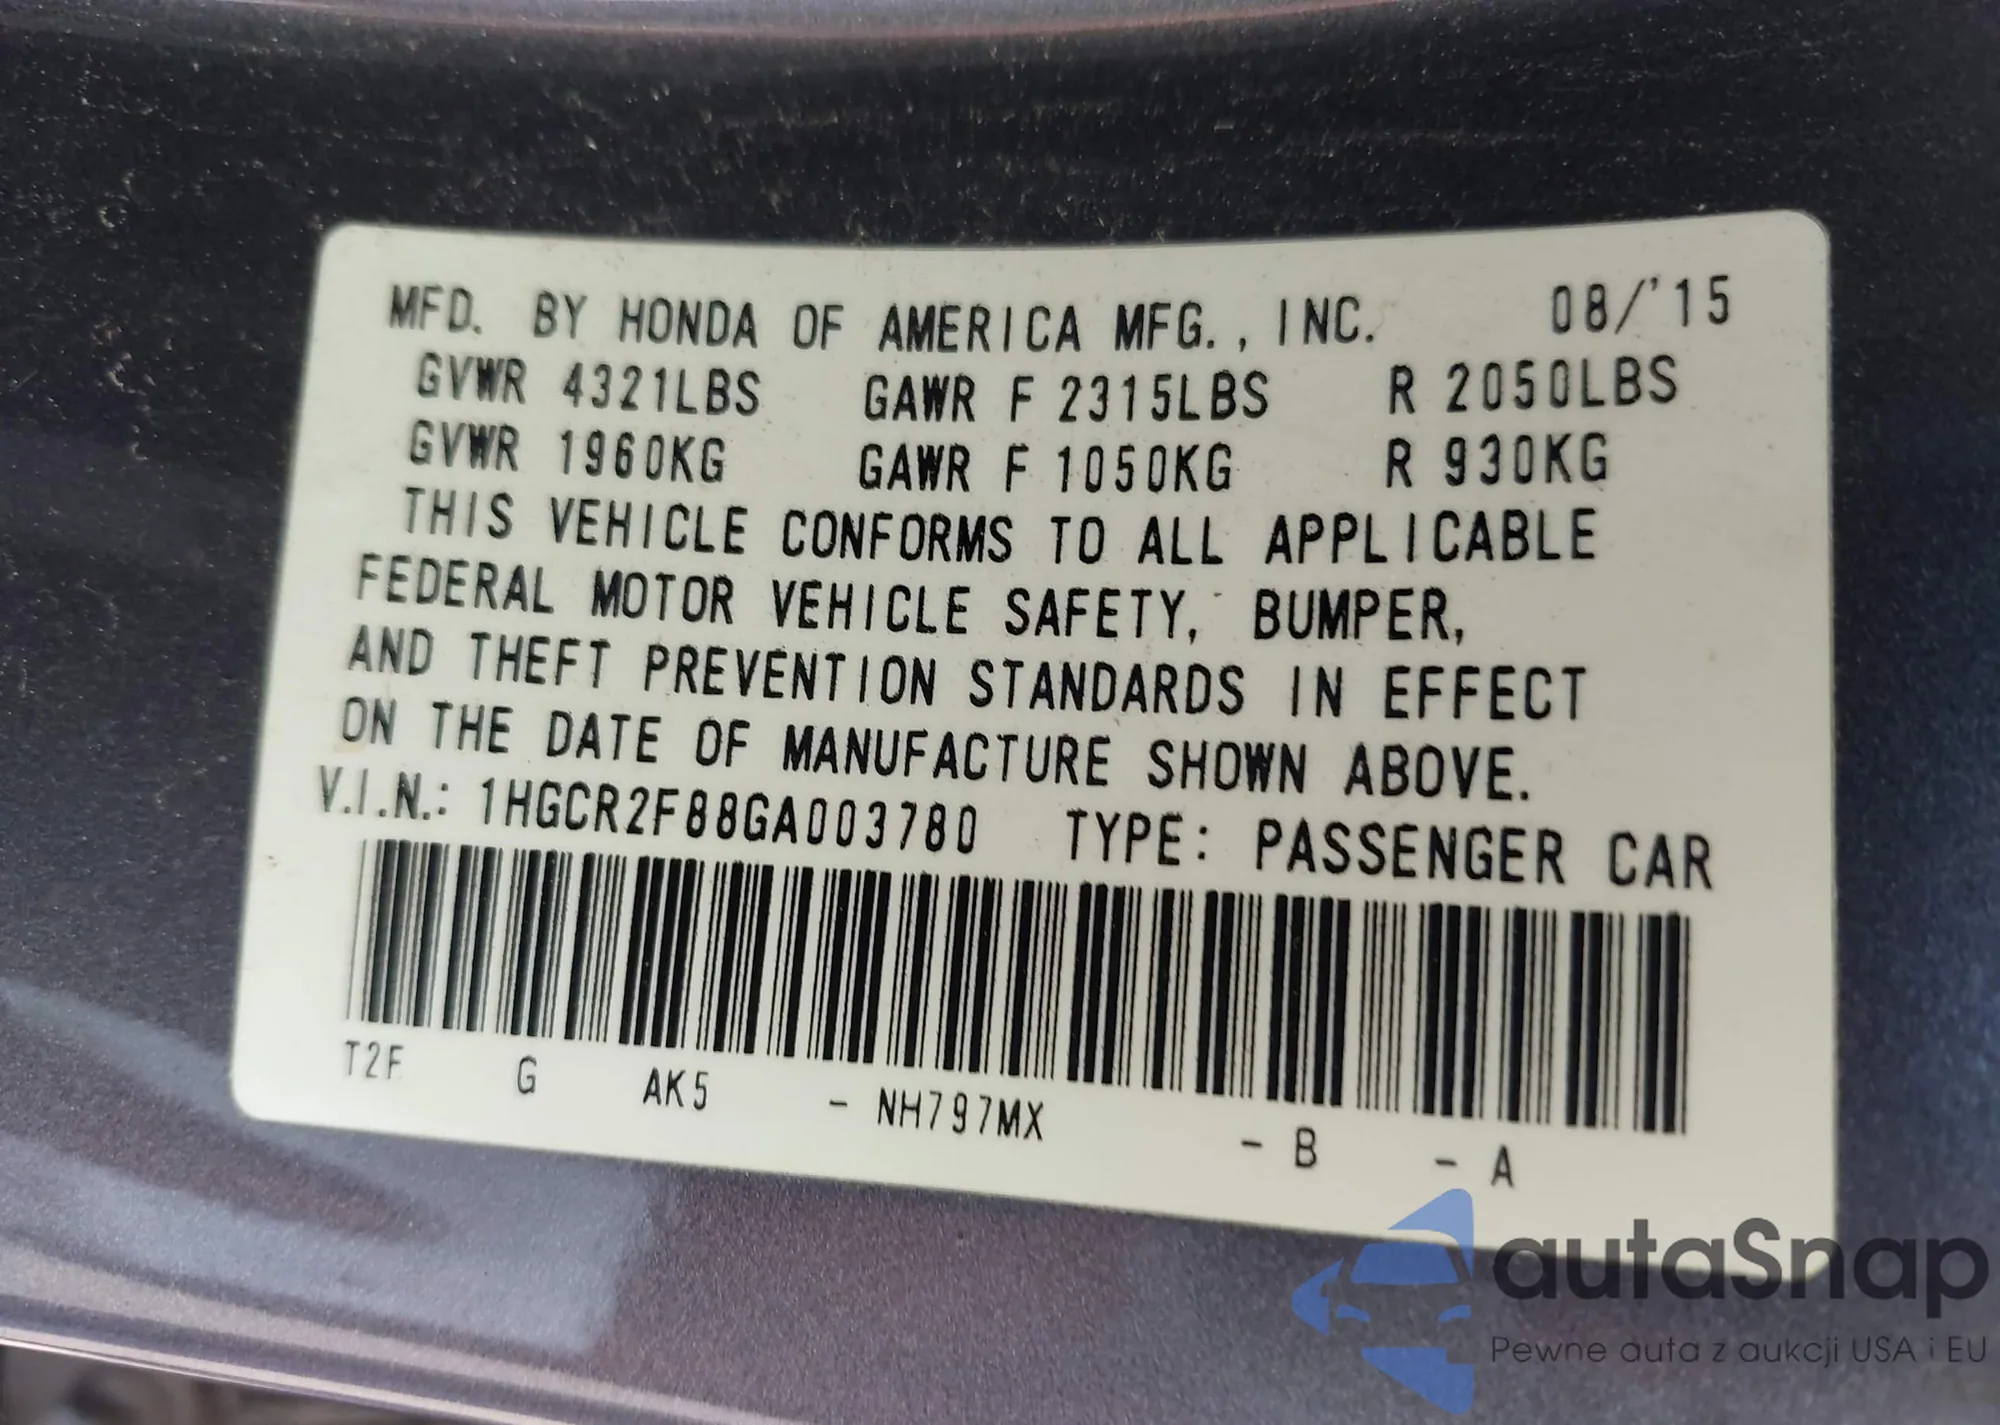 MFD. BY HONDA OF AMERICA MFG., INC. 08/'15
GVWR 4321LBS GAWR F 2315LBS R 2050LBS
GVWR 1960KG GAWR F 1050KG R 930KG
THIS VEHICLE CONFORMS TO ALL APPLICABLE
FEDERAL MOTOR VEHICLE SAFETY, BUMPER,
AND THEFT PREVENTION STANDARDS IN EFFECT
ON THE DATE OF MANUFACTURE SHOWN ABOVE.
V.I.N.: 1HGCR2F88GA003780 TYPE: PASSENGER CAR
T2F G AK5 - NH797MX - B - A
autaSnap
Pewne auta z aukcji USA i EU